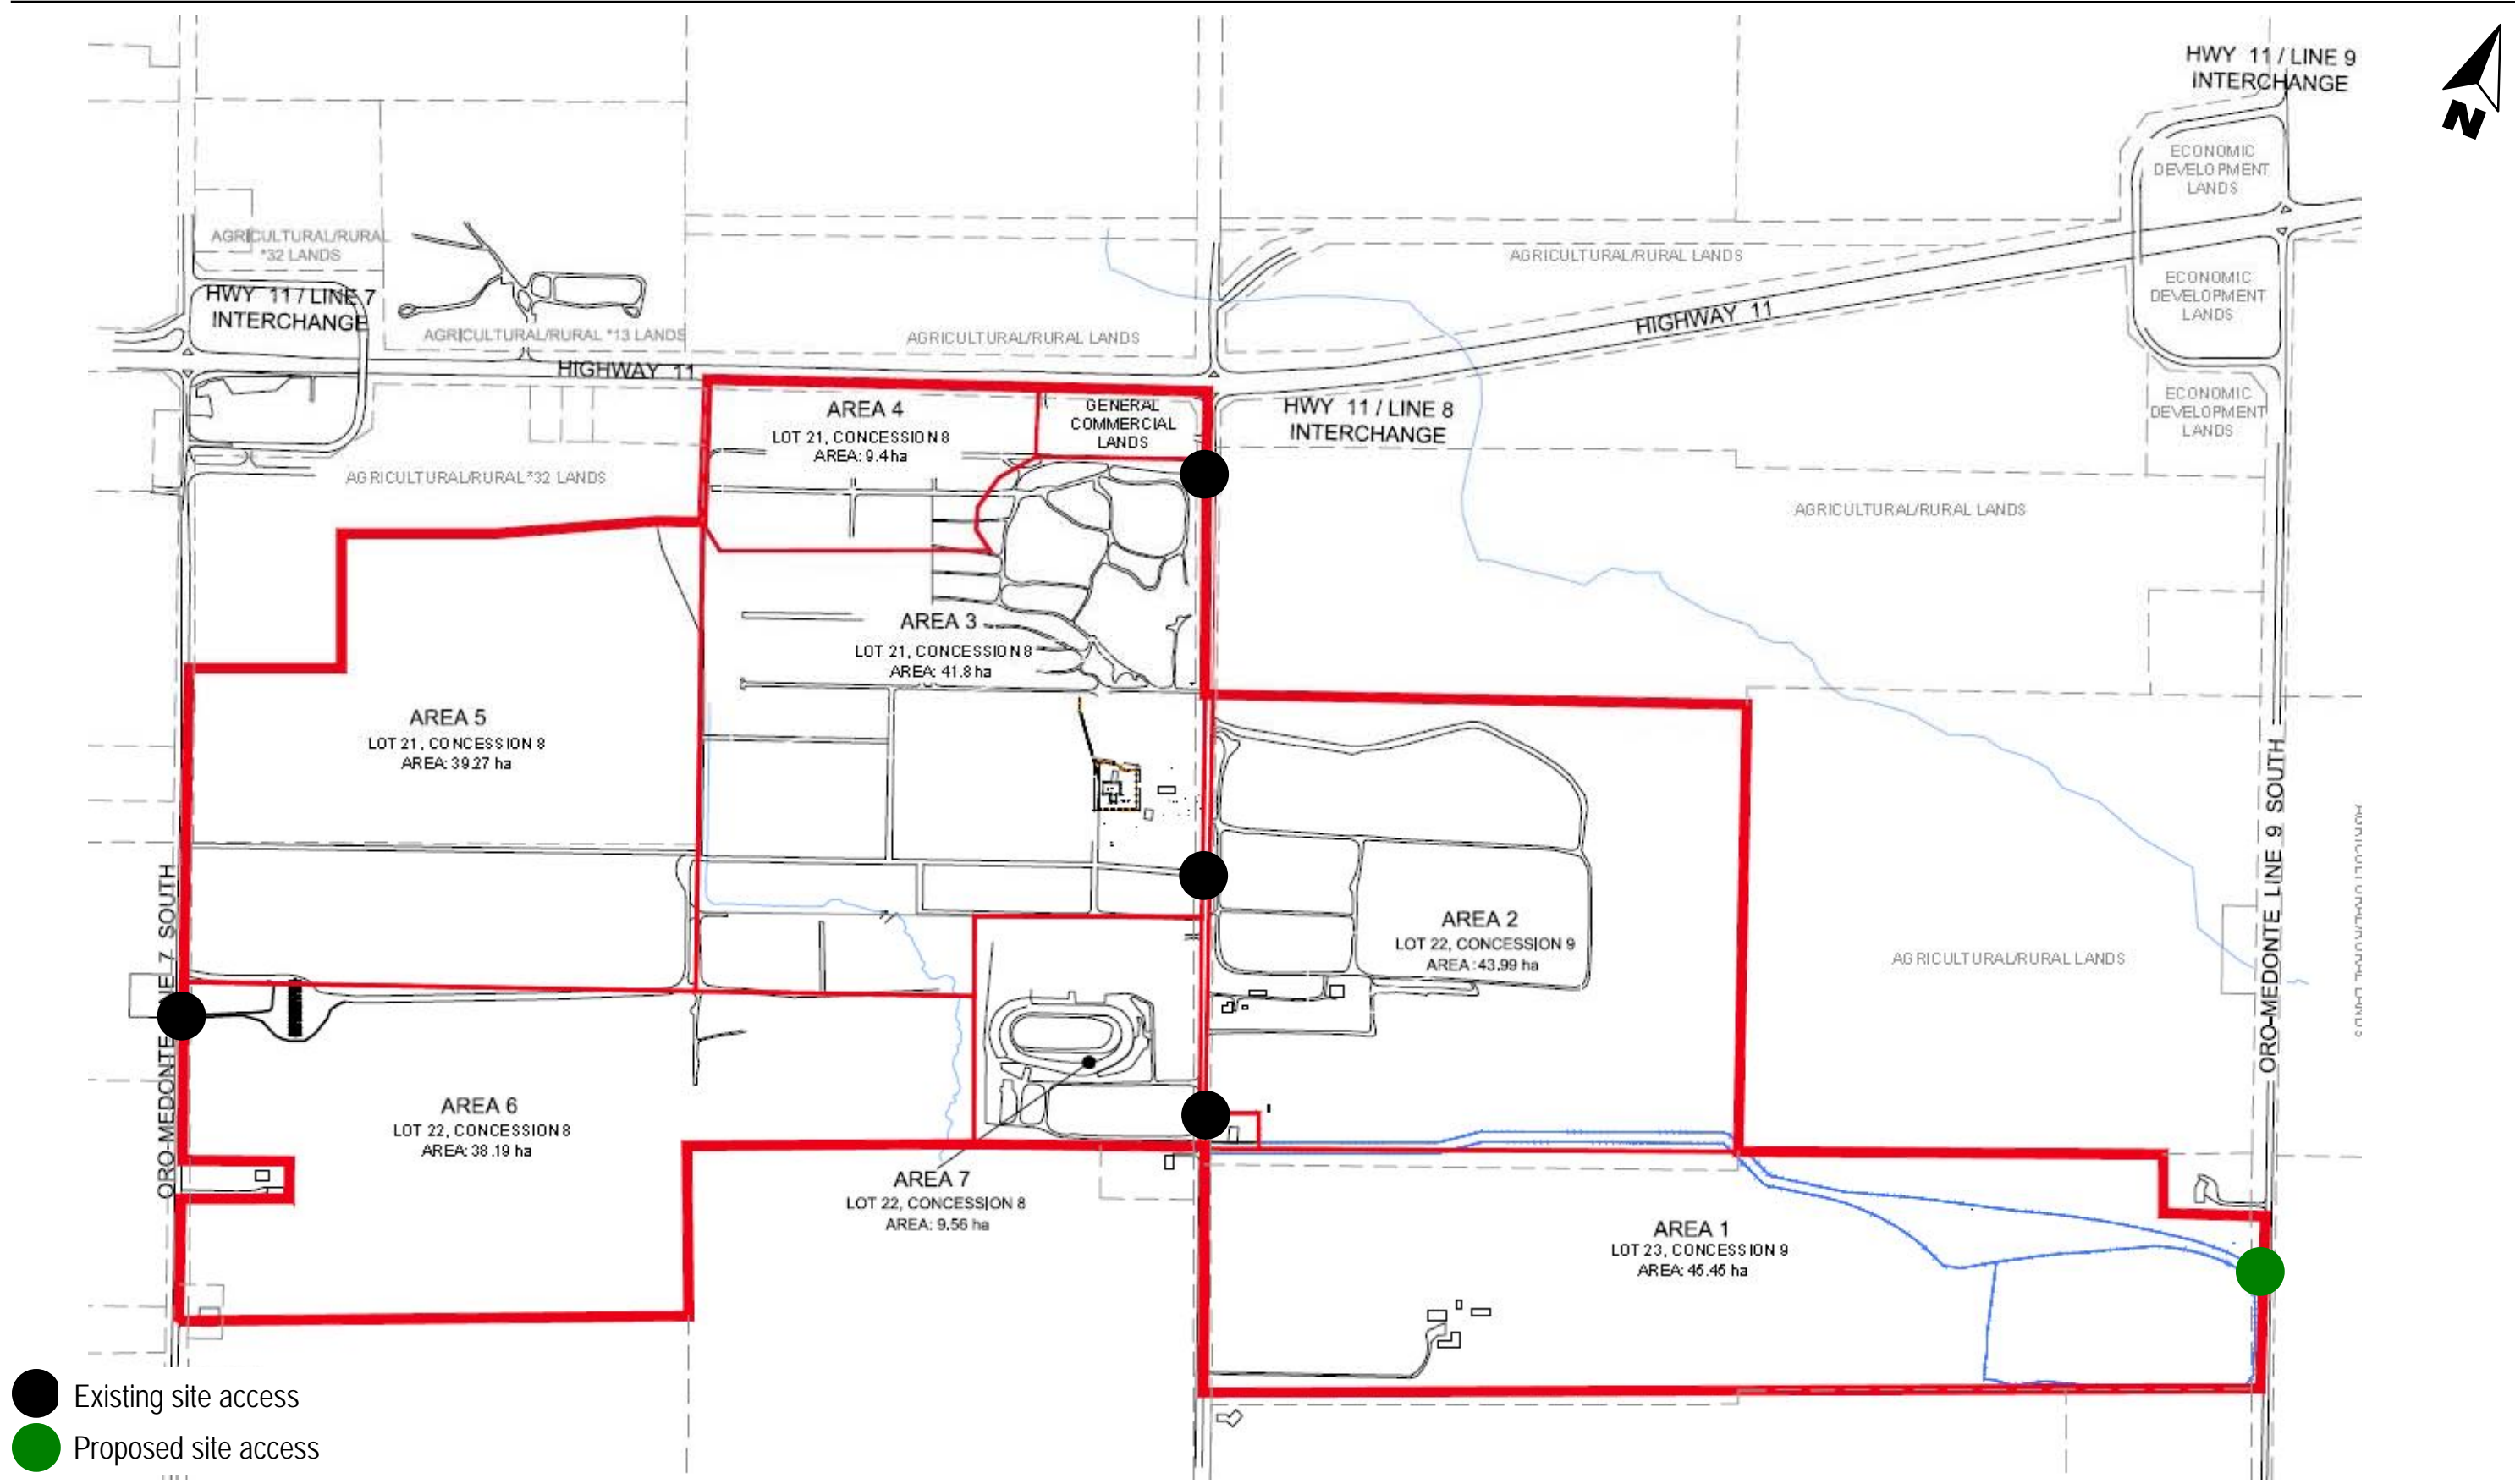 HWY 11 / LINE 9
INTERCHANGE
N
ECONOMIC
DEVELOPMENT
LANDS
AGRICULTURAL/RURAL
*32 LANDS
AGRICULTURAL/RURAL LANDS
ECONOMIC
DEVELOPMENT
LANDS
HWY 11 / LINE 7
INTERCHANGE
AGRICULTURAL/RURAL *13 LANDS
AGRICULTURAL/RURAL LANDS
HIGHWAY 11
HIGHWAY 11
AREA 4
LOT 21, CONCESSION 8
AREA: 9.4 ha
GENERAL
COMMERCIAL
LANDS
HWY 11 / LINE 8
INTERCHANGE
ECONOMIC
DEVELOPMENT
LANDS
AGRICULTURAL/RURAL *32 LANDS
AGRICULTURAL/RURAL LANDS
AREA 3
LOT 21, CONCESSION 8
AREA: 41.8 ha
AREA 5
LOT 21, CONCESSION 8
AREA: 39.27 ha
ORO-MEDONTE LINE 9 SOUTH
AGRICULTURAL/RURAL LANDS
AREA 2
LOT 22, CONCESSION 9
AREA: 43.99 ha
AGRICULTURAL/RURAL LANDS
ORO-MEDONTE LINE 7 SOUTH
AREA 6
LOT 22, CONCESSION 8
AREA: 38.19 ha
AREA 7
LOT 22, CONCESSION 8
AREA: 9.56 ha
AREA 1
LOT 23, CONCESSION 9
AREA: 45.45 ha
Existing site access
Proposed site access